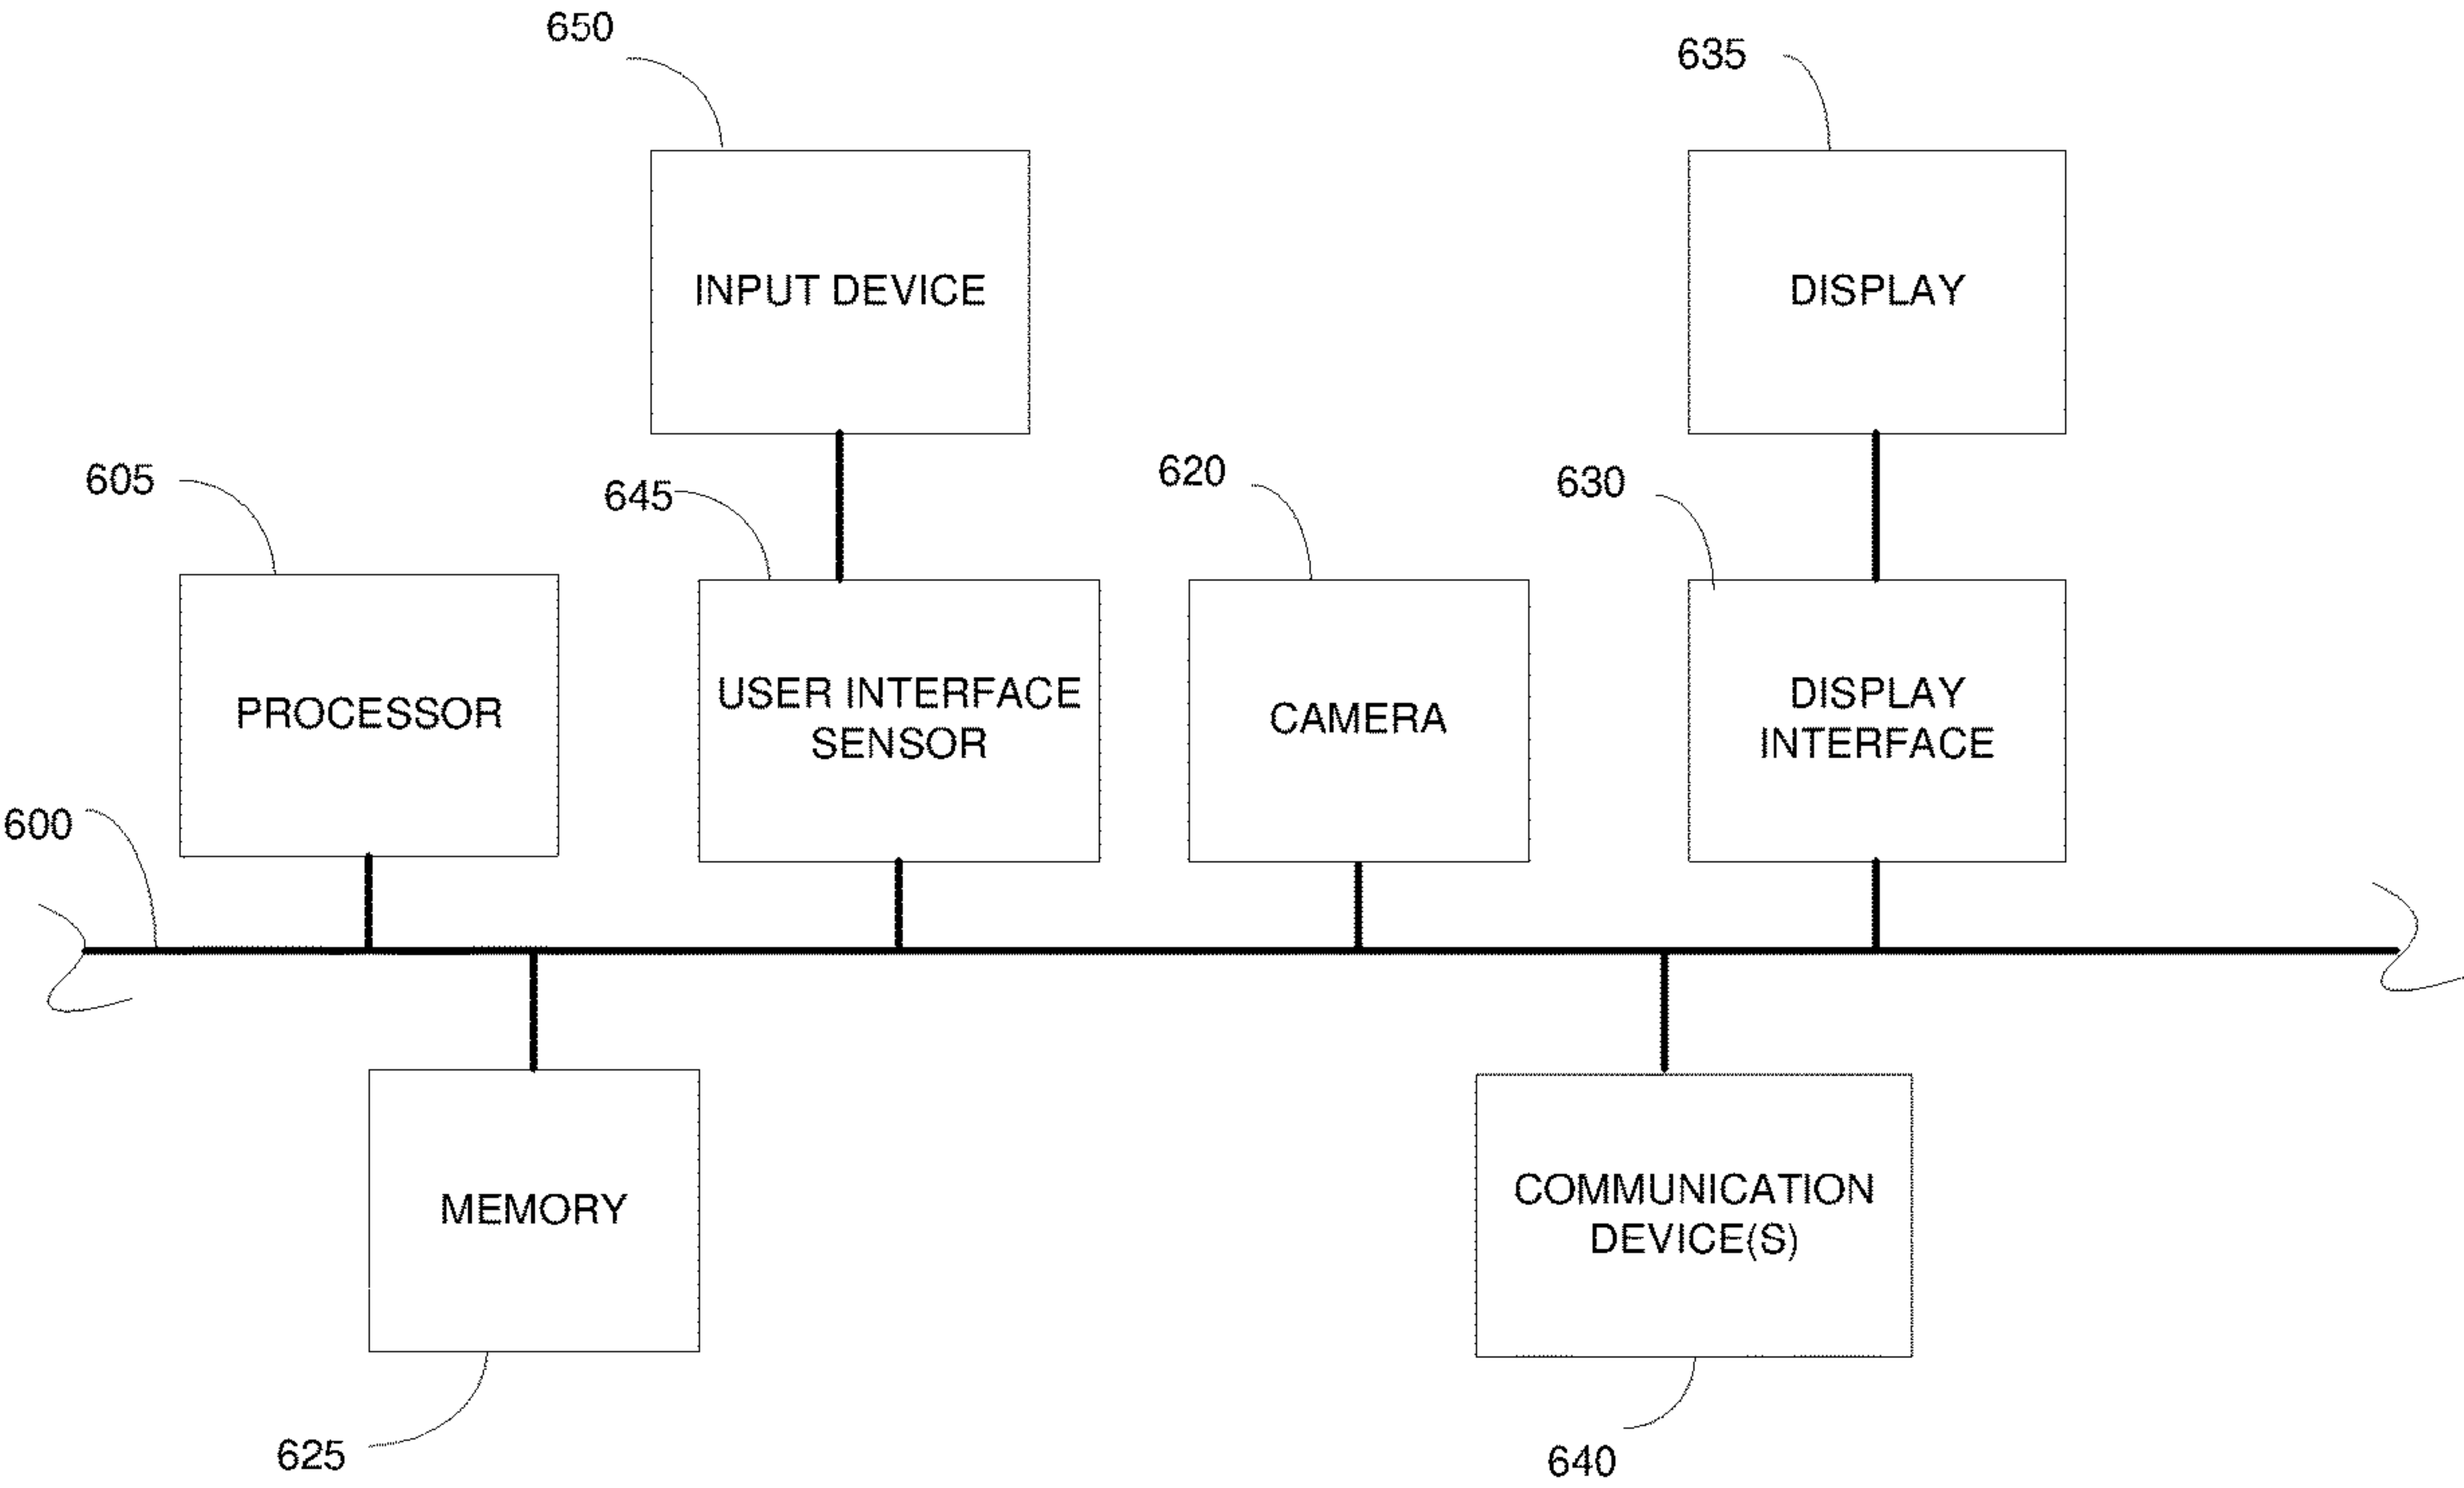 650
635
INPUT DEVICE
DISPLAY
605
645
620
630
PROCESSOR
USER INTERFACE
SENSOR
CAMERA
DISPLAY
INTERFACE
600
MEMORY
COMMUNICATION
DEVICE(S)
625
640